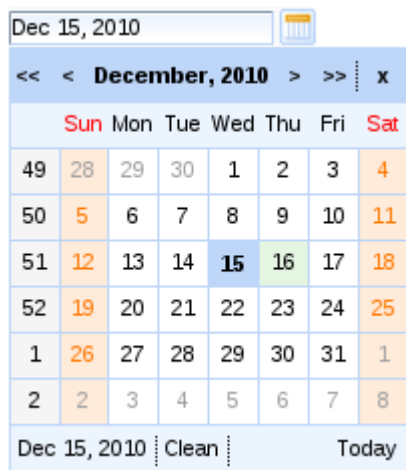 Dec 15, 2010
<< < December, 2010 > >> x
Sun Mon Tue Wed Thu Fri Sat
49 28 29 30 1 2 3 4
50 5 6 7 8 9 10 11
51 12 13 14 15 16 17 18
52 19 20 21 22 23 24 25
1 26 27 28 29 30 31 1
2 2 3 4 5 6 7 8
Dec 15, 2010 Clean Today